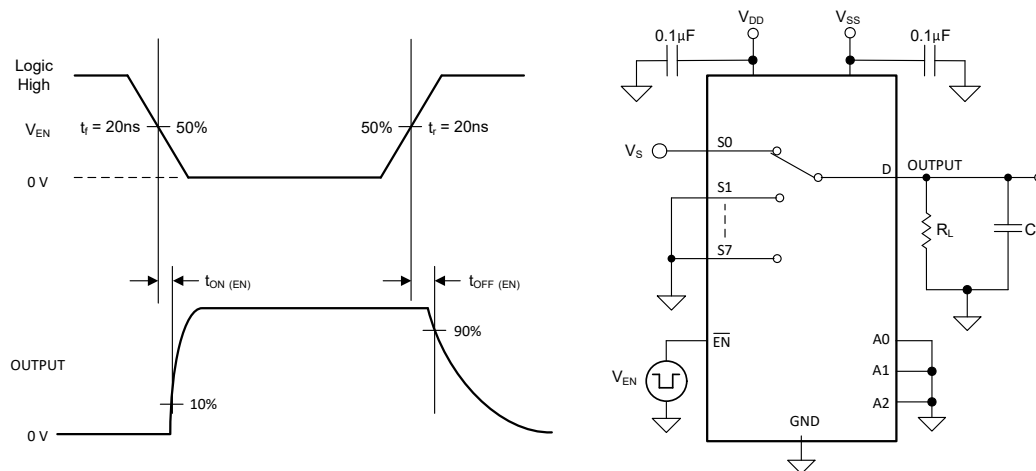 Logic
High
V_EN
t_f = 20ns
50%
50%
t_r = 20ns
0 V
t_ON (EN)
t_OFF (EN)
90%
OUTPUT
10%
0 V
V_DD
V_SS
0.1μF
0.1μF
V_S
S0
D
OUTPUT
S1
R_L
C
S7
E̅N̅
A0
V_EN
A1
A2
GND